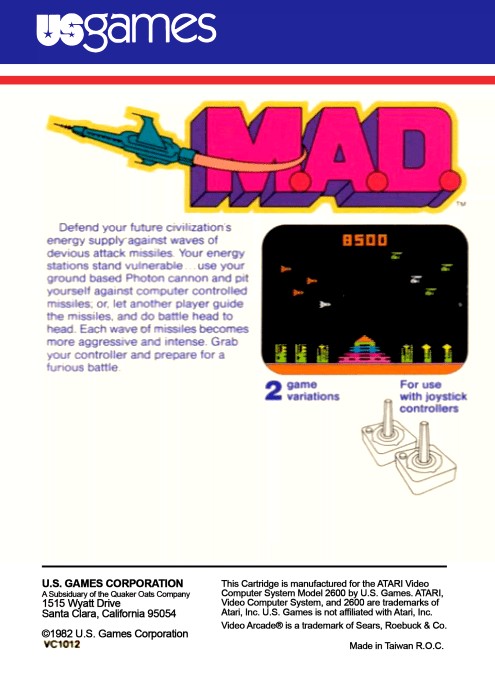 usgames
M.A.D.
TM
Defend your future civilization's
energy supply against waves of
devious attack missiles. Your energy
stations stand vulnerable...use your
ground based Photon cannon and pit
yourself against computer controlled
missiles; or, let another player guide
the missiles, and do battle head to
head. Each wave of missiles becomes
more aggressive and intense. Grab
your controller and prepare for a
furious battle.
8500
2 game
variations
For use
with joystick
controllers
U.S. GAMES CORPORATION
A Subsiduary of the Quaker Oats Company
1515 Wyatt Drive
Santa Clara, California 95054
©1982 U.S. Games Corporation
VC1012
This Cartridge is manufactured for the ATARI Video
Computer System Model 2600 by U.S. Games. ATARI,
Video Computer System, and 2600 are trademarks of
Atari, Inc. U.S. Games is not affiliated with Atari, Inc.
Video Arcade® is a trademark of Sears, Roebuck & Co.
Made in Taiwan R.O.C.